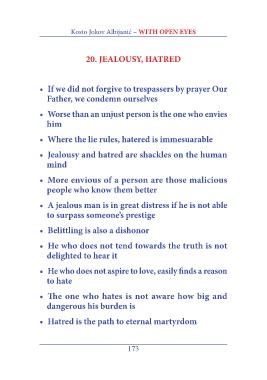 Kosto Jokov Albijanić – WITH OPEN EYES
20. JEALOUSY, HATRED
• If we did not forgive to trespassers by prayer Our
Father, we condemn ourselves
• Worse than an unjust person is the one who envies
him
• Where the lie rules, hatered is immesuarable
• Jealousy and hatred are shackles on the human
mind
• More envious of a person are those malicious
people who know them better
• A jealous man is in great distress if he is not able
to surpass someone's prestige
• Belittling is also a dishonor
• He who does not tend towards the truth is not
delighted to hear it
• He who does not aspire to love, easily finds a reason
to hate
• The one who hates is not aware how big and
dangerous his burden is
• Hatred is the path to eternal martyrdom
173